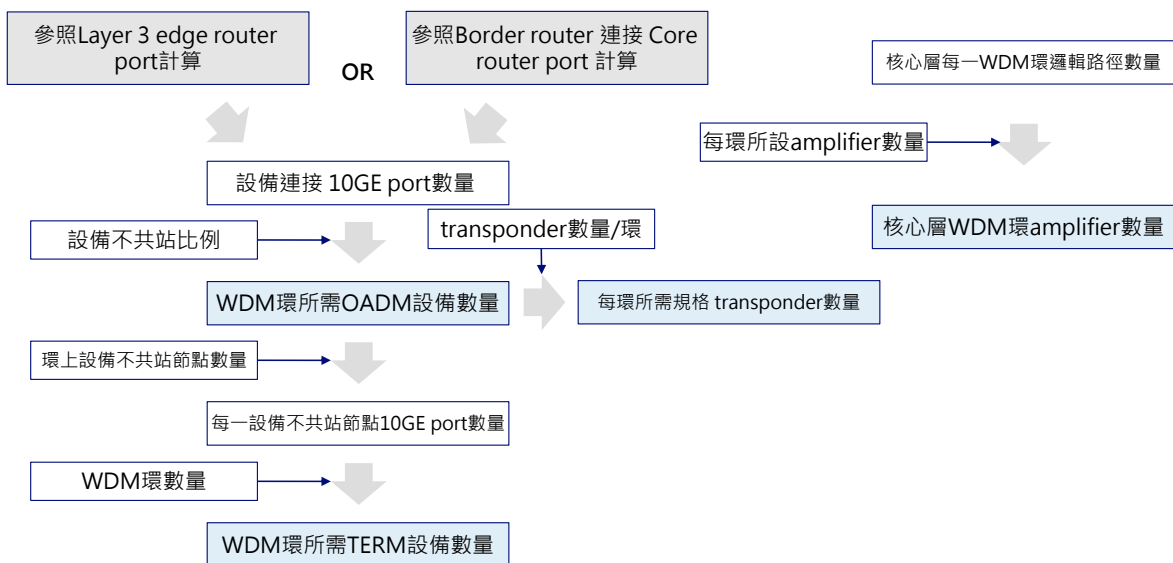 參照Layer 3 edge router
port計算
OR
參照Border router 連接 Core
router port 計算
核心層每一WDM環邏輯路徑數量
每環所設amplifier數量
設備連接 10GE port數量
設備不共站比例
transponder數量/環
核心層WDM環amplifier數量
WDM環所需OADM設備數量
每環所需規格 transponder數量
環上設備不共站節點數量
每一設備不共站節點10GE port數量
WDM環數量
WDM環所需TERM設備數量